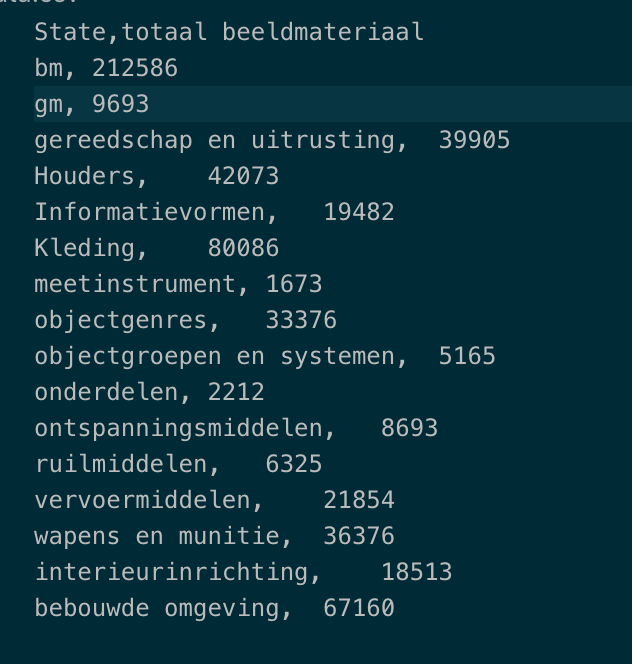 State,totaal beeldmateriaal
bm, 212586
gm, 9693
gereedschap en uitrusting,  39905
Houders,    42073
Informatievormen,   19482
Kleding,    80086
meetinstrument, 1673
objectgenres,   33376
objectgroepen en systemen,  5165
onderdelen, 2212
ontspanningsmiddelen,   8693
ruilmiddelen,   6325
vervoermiddelen,    21854
wapens en munitie,  36376
interieurinrichting,    18513
bebouwde omgeving,  67160